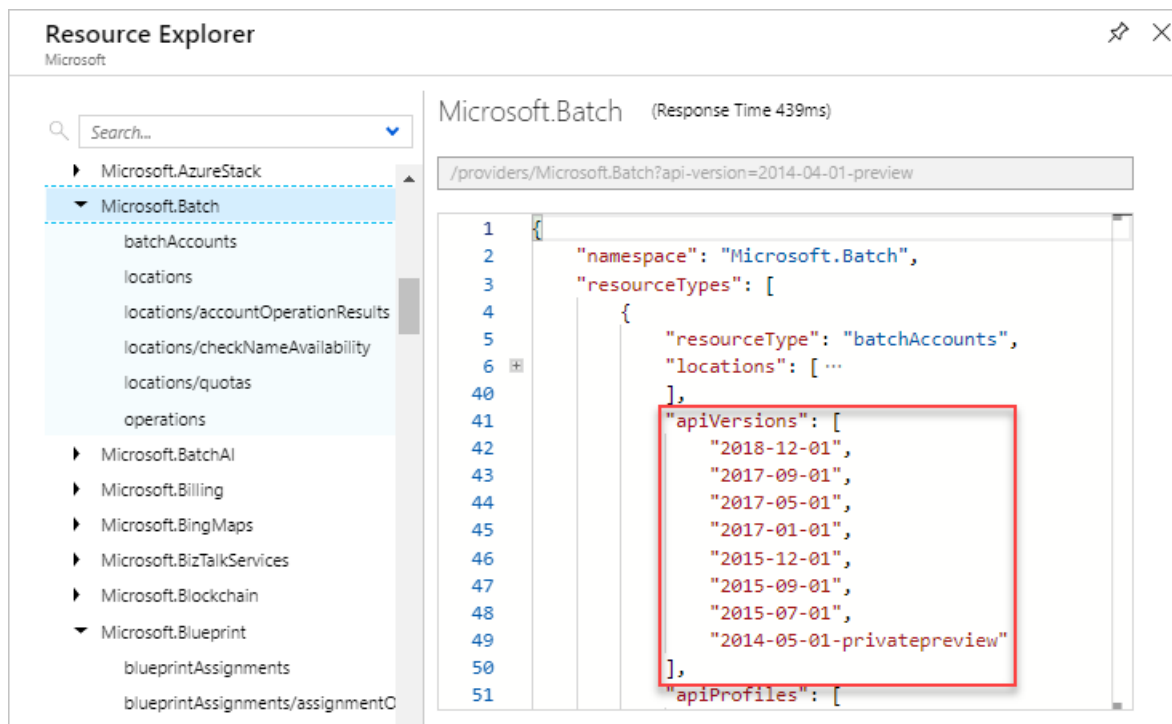 Resource Explorer
Microsoft
Search...
Microsoft.AzureStack
Microsoft.Batch
batchAccounts
locations
locations/accountOperationResults
locations/checkNameAvailability
locations/quotas
operations
Microsoft.BatchAI
Microsoft.Billing
Microsoft.BingMaps
Microsoft.BizTalkServices
Microsoft.Blockchain
Microsoft.Blueprint
blueprintAssignments
blueprintAssignments/assignmentO
Microsoft.Batch (Response Time 439ms)
/providers/Microsoft.Batch?api-version=2014-04-01-preview
1 {
2 "namespace": "Microsoft.Batch",
3 "resourceTypes": [
4 {
5 "resourceType": "batchAccounts",
6 "locations": [ ...
40 ],
41 "apiVersions": [
42 "2018-12-01",
43 "2017-09-01",
44 "2017-05-01",
45 "2017-01-01",
46 "2015-12-01",
47 "2015-09-01",
48 "2015-07-01",
49 "2014-05-01-privatepreview"
50 ],
51 "apiProfiles": [